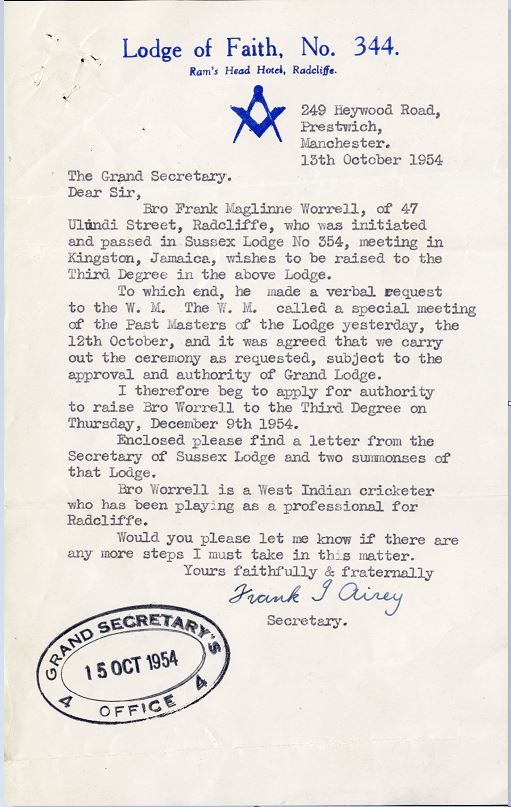 Lodge of Faith, No. 344.
Ram's Head Hotel, Radcliffe.
249 Heywood Road,
Prestwich,
Manchester.
13th October 1954
The Grand Secretary.
Dear Sir,
Bro Frank Maglinne Worrell, of 47
Ulundi Street, Radcliffe, who was initiated
and passed in Sussex Lodge No 354, meeting in
Kingston, Jamaica, wishes to be raised to the
Third Degree in the above Lodge.
To which end, he made a verbal request
to the W. M. The W. M. called a special meeting
of the Past Masters of the Lodge yesterday, the
12th October, and it was agreed that we carry
out the ceremony as requested, subject to the
approval and authority of Grand Lodge.
I therefore beg to apply for authority
to raise Bro Worrell to the Third Degree on
Thursday, December 9th 1954.
Enclosed please find a letter from the
Secretary of Sussex Lodge and two summonses of
that Lodge.
Bro Worrell is a West Indian cricketer
who has been playing as a professional for
Radcliffe.
Would you please let me know if there are
any more steps I must take in this matter.
Yours faithfully & fraternally
Frank I Airey
Secretary.
GRAND SECRETARY'S
15 OCT 1954
4 OFFICE 4